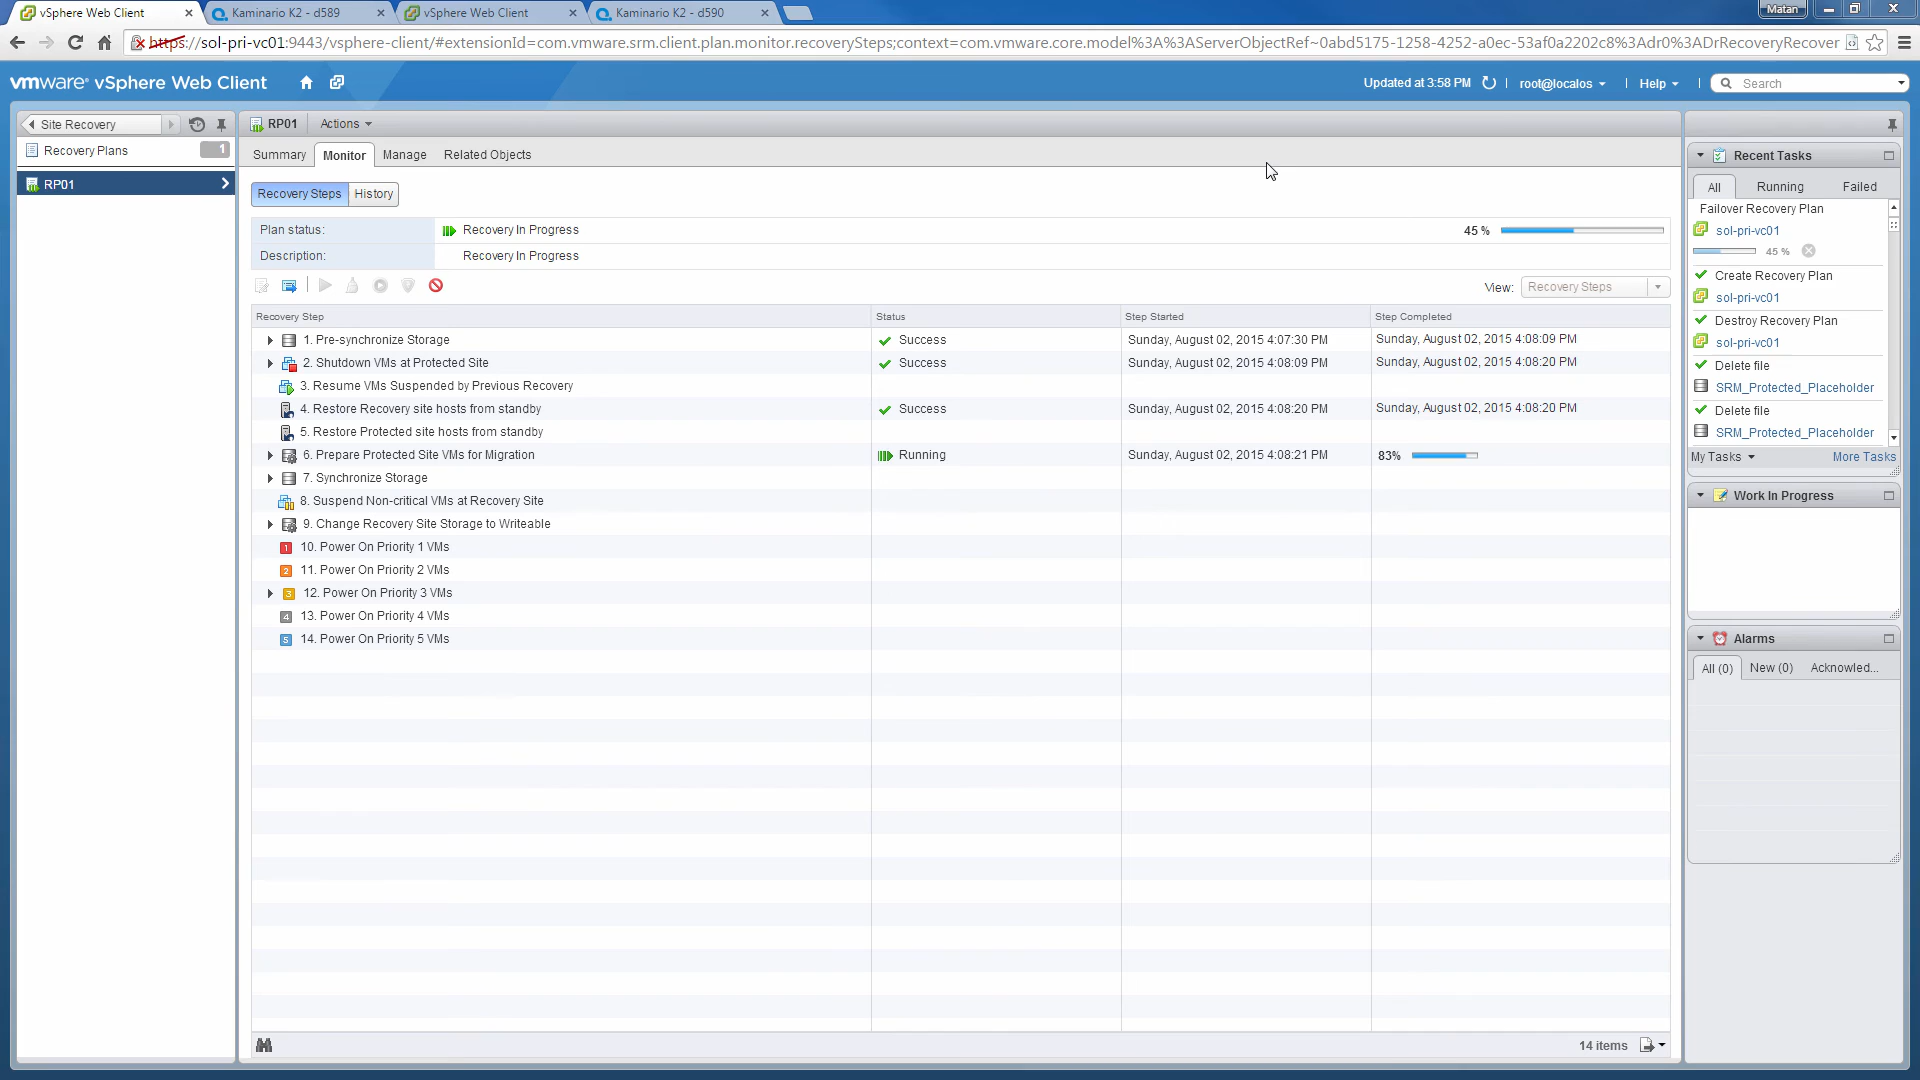 vSphere Web Client
Kaminario K2 - d589
vSphere Web Client
Kaminario K2 - d590
Matan
https://sol-pri-vc01:9443/vsphere-client/#extensionId=com.vmware.srm.client.plan.monitor.recoverySteps;context=com.vmware.core.model%3A%3AServerObjectRef~0abd5175-1258-4252-a0ec-53af0a2202c8%3Adr0%3ADrRecoveryRecover
vmware® vSphere Web Client
Updated at 3:58 PM
root@localos
Help
Search
Site Recovery
Recovery Plans 1
RP01
RP01 Actions
Summary Monitor Manage Related Objects
Recovery Steps History
Plan status: Recovery In Progress 45 %
Description: Recovery In Progress
View: Recovery Steps
Recovery Step Status Step Started Step Completed
1. Pre-synchronize Storage Success Sunday, August 02, 2015 4:07:30 PM Sunday, August 02, 2015 4:08:09 PM
2. Shutdown VMs at Protected Site Success Sunday, August 02, 2015 4:08:09 PM Sunday, August 02, 2015 4:08:20 PM
3. Resume VMs Suspended by Previous Recovery
4. Restore Recovery site hosts from standby Success Sunday, August 02, 2015 4:08:20 PM Sunday, August 02, 2015 4:08:20 PM
5. Restore Protected site hosts from standby
6. Prepare Protected Site VMs for Migration Running Sunday, August 02, 2015 4:08:21 PM 83%
7. Synchronize Storage
8. Suspend Non-critical VMs at Recovery Site
9. Change Recovery Site Storage to Writeable
1 10. Power On Priority 1 VMs
2 11. Power On Priority 2 VMs
3 12. Power On Priority 3 VMs
4 13. Power On Priority 4 VMs
5 14. Power On Priority 5 VMs
14 items
Recent Tasks
All Running Failed
Failover Recovery Plan
sol-pri-vc01
45 %
Create Recovery Plan
sol-pri-vc01
Destroy Recovery Plan
sol-pri-vc01
Delete file
SRM_Protected_Placeholder
Delete file
SRM_Protected_Placeholder
My Tasks More Tasks
Work In Progress
Alarms
All (0) New (0) Acknowled...